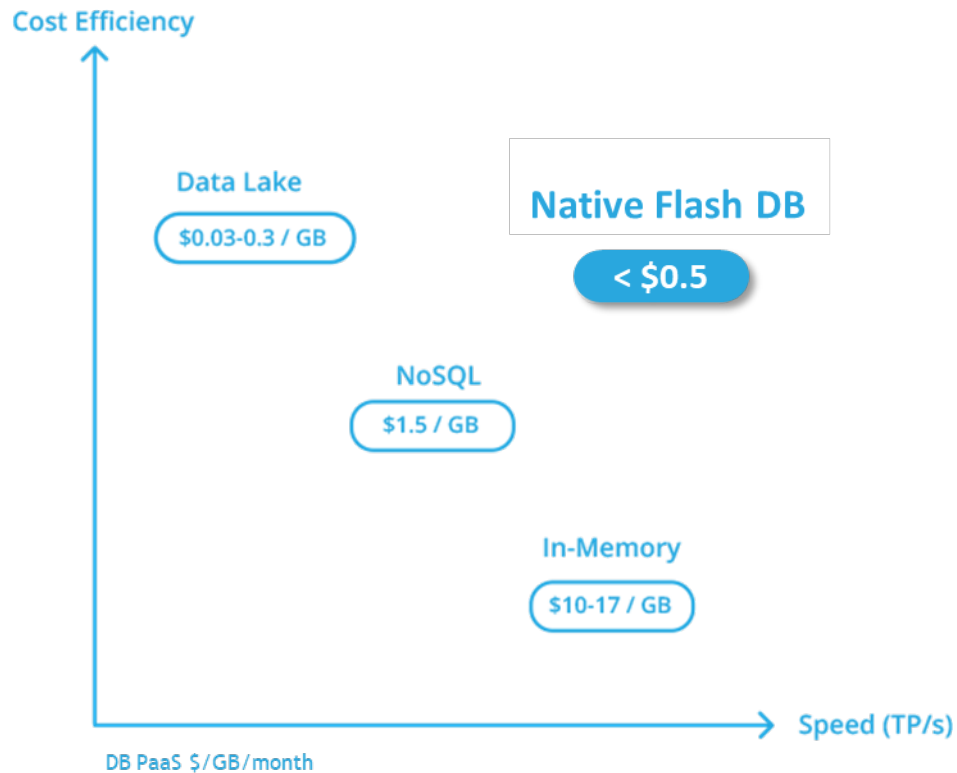 Cost Efficiency
Data Lake
$0.03-0.3 / GB
Native Flash DB
< $0.5
NoSQL
$1.5 / GB
In-Memory
$10-17 / GB
Speed (TP/s)
DB PaaS $/GB/month